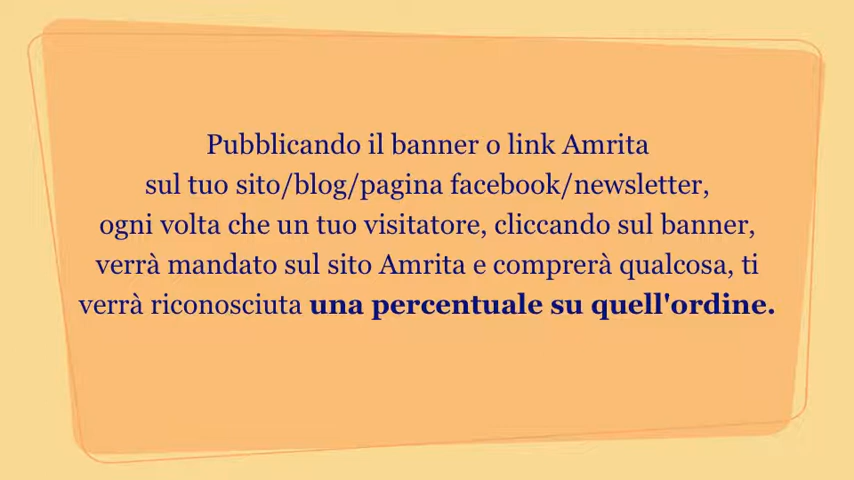 Pubblicando il banner o link Amrita
sul tuo sito/blog/pagina facebook/newsletter,
ogni volta che un tuo visitatore, cliccando sul banner,
verrà mandato sul sito Amrita e comprerà qualcosa, ti
verrà riconosciuta una percentuale su quell'ordine.